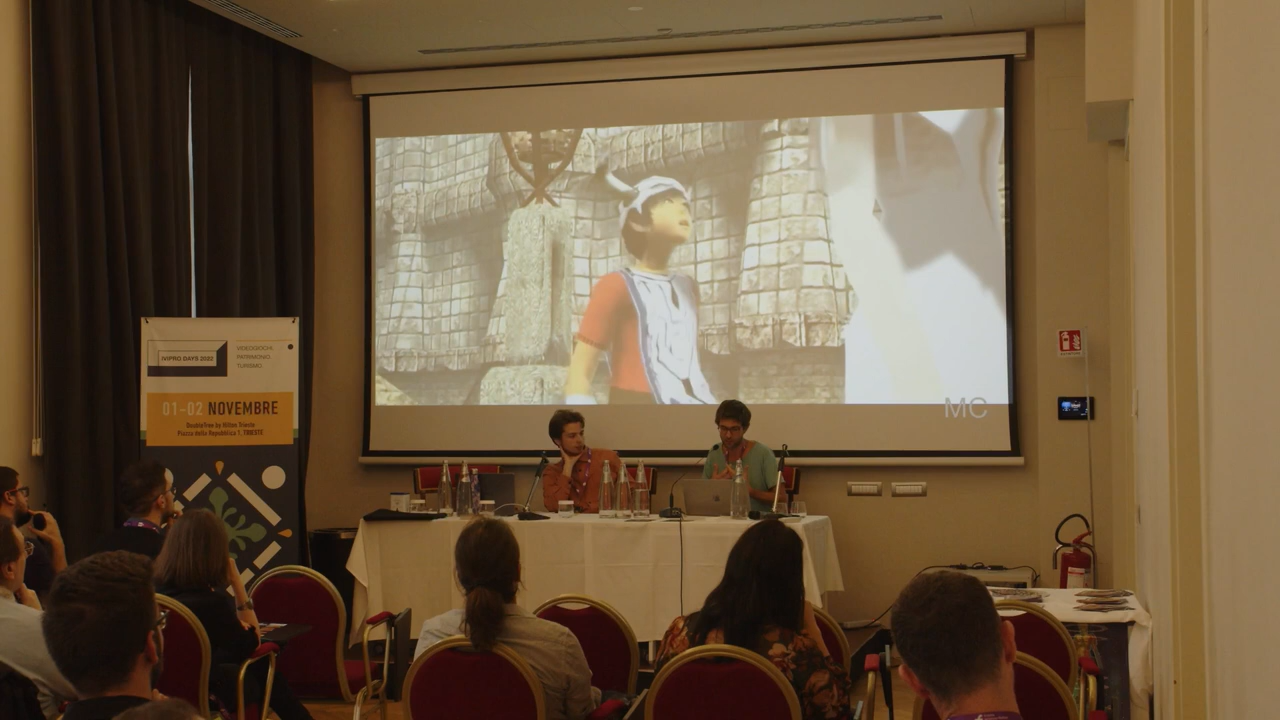 IVIPRO DAYS 2022
VIDEOGIOCHI,
PATRIMONIO,
TURISMO.
01-02 NOVEMBRE
DoubleTree by Hilton Trieste
Piazza della Repubblica 1, TRIESTE
MC